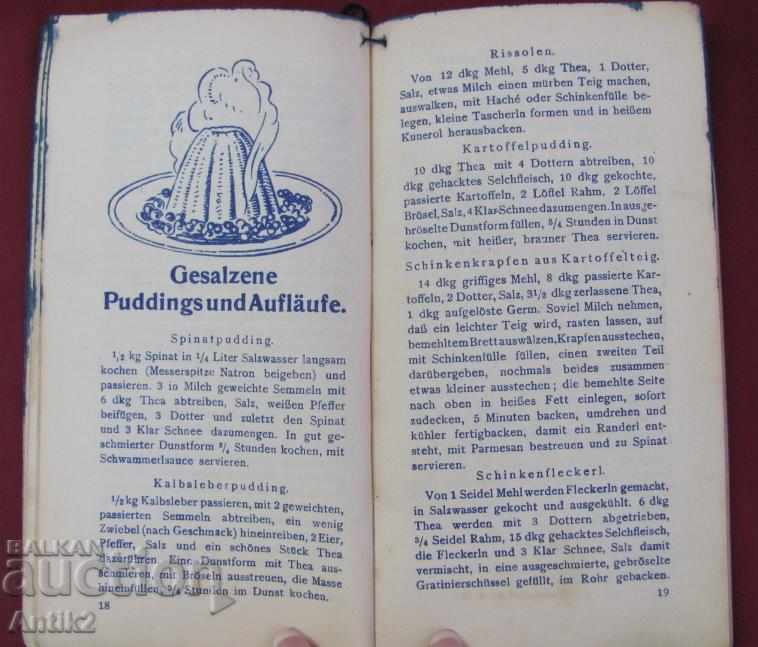 Gesalzene
Puddings und Aufläufe.
Spinatpudding.
1/2 kg Spinat in 1/4 Liter Salzwasser langsam
kochen (Messerspitze Natron beigeben) und
passieren. 3 in Milch geweichte Semmeln mit
6 dkg Thea abtreiben, Salz, weißen Pfeffer
beifügen, 3 Dotter und zuletzt den Spinat
und 3 Klar Schnee dazumengen. In gut ge-
schmierter Dunstform 3/4 Stunden kochen, mit
Schwammerlsauce servieren.
Kalbsleberpudding.
1/2 kg Kalbsleber passieren, mit 2 geweichten,
passierten Semmeln abtreiben, ein wenig
Zwiebel (nach Geschmack) hineinreiben, 2 Eier,
Pfeffer, Salz und ein schönes Stück Thea
dazurühren. Eine Dunstform mit Thea aus-
schmieren, mit Bröseln ausstreuen, die Masse
hineinfüllen, 3/4 Stunden im Dunst kochen.
18
Rissolen.
Von 12 dkg Mehl, 5 dkg Thea, 1 Dotter,
Salz, etwas Milch einen mürben Teig machen,
auswalken, mit Haché oder Schinkenfülle be-
legen, kleine Tascherln formen und in heißem
Kunerol herausbacken.
Kartoffelpudding.
10 dkg Thea mit 4 Dottern abtreiben, 10
dkg gehacktes Selchfleisch, 10 dkg gekochte,
passierte Kartoffeln, 2 Löffel Rahm, 2 Löffel
Brösel, Salz, 4 Klar-Schnee dazumengen. In ausge-
bröselte Dunstform füllen, 3/4 Stunden in Dunst
kochen, mit heißer, brauner Thea servieren.
Schinkenkrapfen aus Kartoffelteig.
14 dkg griffiges Mehl, 8 dkg passierte Kar-
toffeln, 2 Dotter, Salz, 3 1/2 dkg zerlassene Thea,
1 dkg aufgelöste Germ. Soviel Milch nehmen,
daß ein leichter Teig wird, rasten lassen, auf
bemehltem Brett auswälzen, Krapfen ausstechen,
mit Schinkenfülle füllen, einen zweiten Teil
darübergeben, nochmals beides zusammen
etwas kleiner ausstechen; die bemehlte Seite
nach oben in heißes Fett einlegen, sofort
zudecken, 5 Minuten backen, umdrehen und
kühler fertigbacken, damit ein Randerl ent-
steht, mit Parmesan bestreuen und zu Spinat
servieren.
Schinkenfleckerl.
Von 1 Seidel Mehl werden Fleckerln gemacht,
in Salzwasser gekocht und ausgekühlt. 6 dkg
Thea werden mit 3 Dottern abgetrieben,
3/4 Seidel Rahm, 15 dkg gehacktes Selchfleisch,
die Fleckerln und 3 Klar Schnee, Salz damit
vermischt, in eine ausgeschmierte, gebröselte
Gratinierschüssel gefüllt, im Rohr gebacken.
19
BALKAN
auction
Antik2